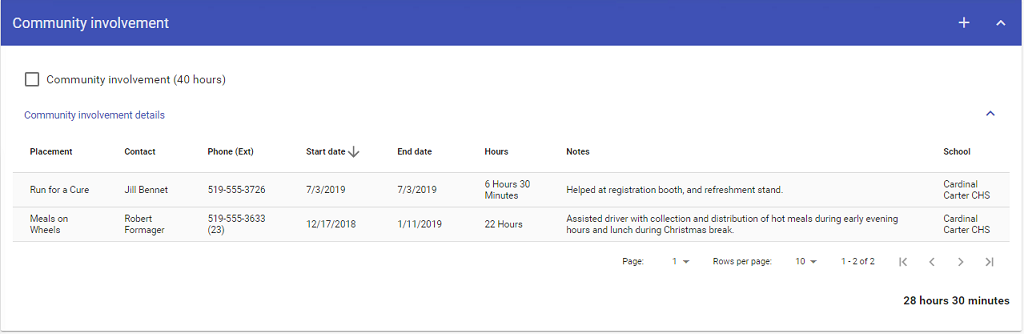 Community involvement
Community involvement (40 hours)
Community involvement details
Placement Contact Phone (Ext) Start date End date Hours Notes School
Run for a Cure Jill Bennet 519-555-3726 7/3/2019 7/3/2019 6 Hours 30 Minutes Helped at registration booth, and refreshment stand. Cardinal Carter CHS
Meals on Wheels Robert Formager 519-555-3633 (23) 12/17/2018 1/11/2019 22 Hours Assisted driver with collection and distribution of hot meals during early evening hours and lunch during Christmas break. Cardinal Carter CHS
Page: 1 Rows per page: 10 1 - 2 of 2
28 hours 30 minutes